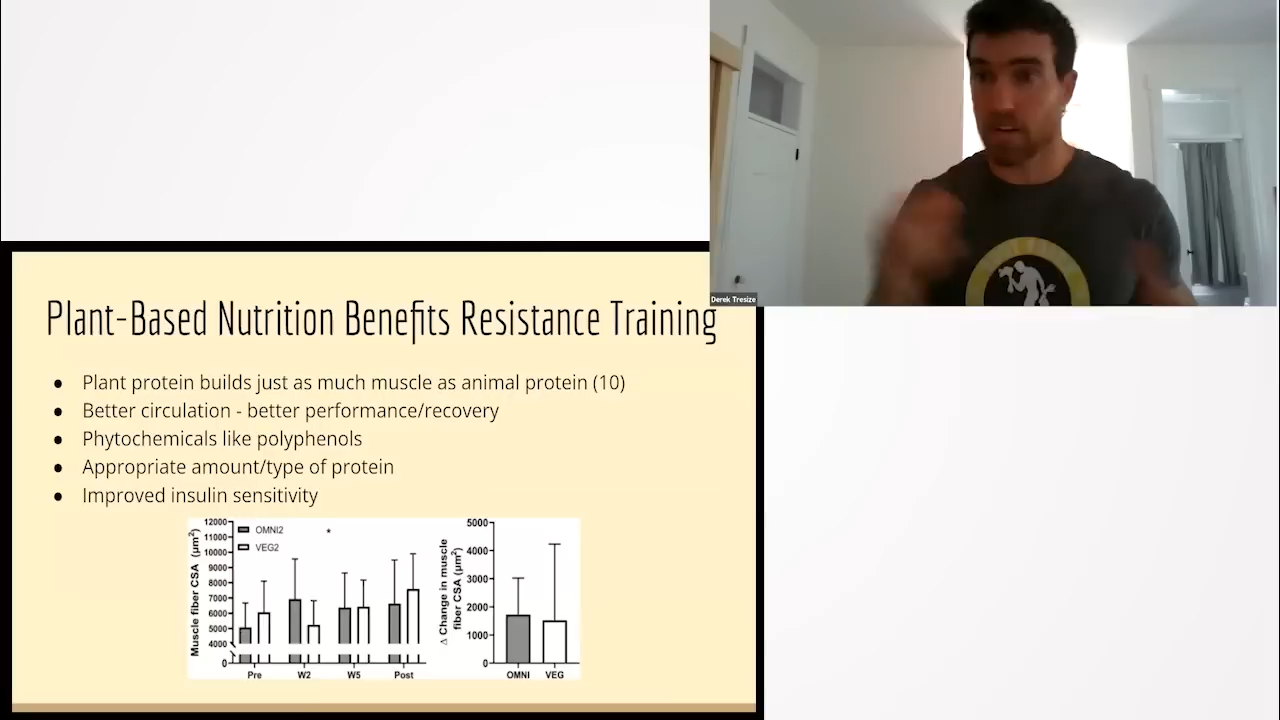 Derek Tresize
Plant-Based Nutrition Benefits Resistance Training
● Plant protein builds just as much muscle as animal protein (10)
● Better circulation - better performance/recovery
● Phytochemicals like polyphenols
● Appropriate amount/type of protein
● Improved insulin sensitivity
Muscle fiber CSA (µm²)
12000
11000
10000
9000
8000
7000
6000
5000
4000
0
OMNI2
VEG2
*
Pre W2 W5 Post
Δ Change in muscle
fiber CSA (µm²)
5000
4000
3000
2000
1000
0
OMNI VEG